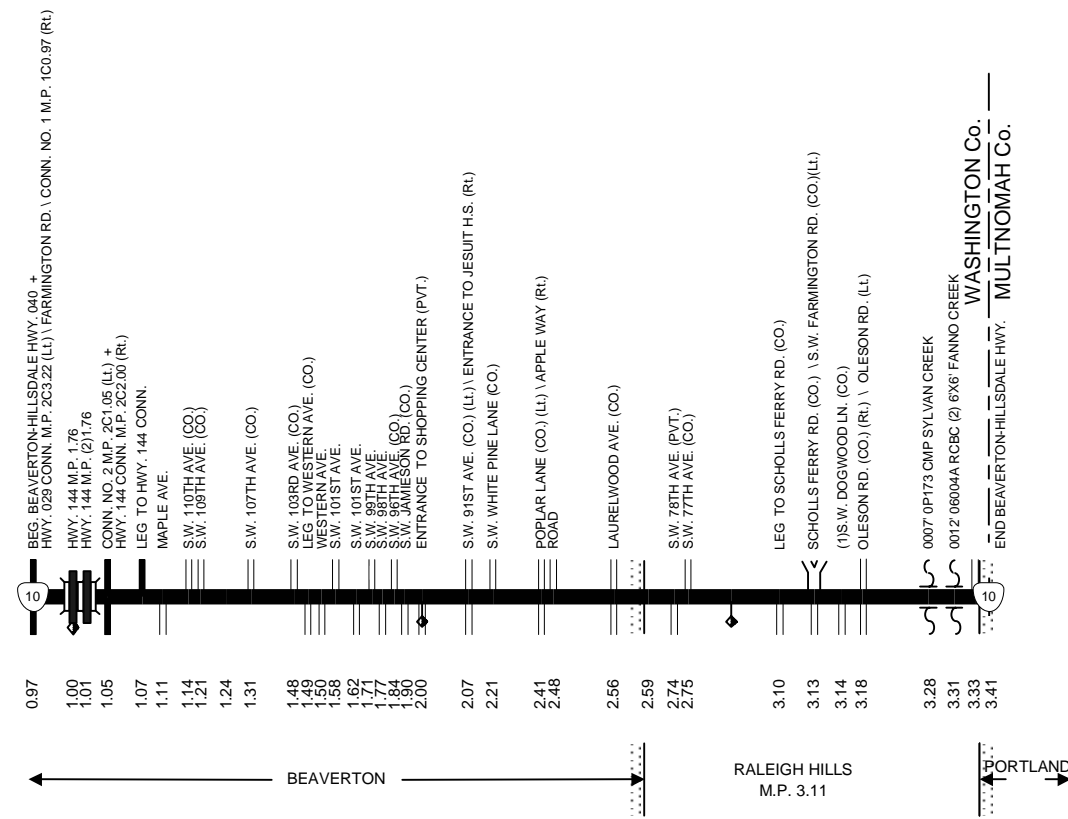 BEG. BEAVERTON-HILLSDALE HWY. 040 +
HWY. 029 CONN. M.P. 2C3.22 (Lt.) \ FARMINGTON RD. \ CONN. NO. 1 M.P. 1C0.97 (Rt.)
HWY. 144 M.P. 1.76
HWY. 144 M.P. (2)1.76
CONN. NO. 2 M.P. 2C1.05 (Lt.) +
HWY. 144 CONN. M.P. 2C2.00 (Rt.)
LEG TO HWY. 144 CONN.
MAPLE AVE.
S.W. 110TH AVE. (CO.)
S.W. 109TH AVE. (CO.)
S.W. 107TH AVE. (CO.)
S.W. 103RD AVE. (CO.)
LEG TO WESTERN AVE. (CO.)
WESTERN AVE.
S.W. 101ST AVE.
S.W. 101ST AVE.
S.W. 99TH AVE.
S.W. 98TH AVE.
S.W. 96TH AVE. (CO.)
S.W. JAMIESON RD. (CO.)
ENTRANCE TO SHOPPING CENTER (PVT.)
S.W. 91ST AVE. (CO.) (Lt.) \ ENTRANCE TO JESUIT H.S. (Rt.)
S.W. WHITE PINE LANE (CO.)
POPLAR LANE (CO.) (Lt.) \ APPLE WAY (Rt.)
ROAD
LAURELWOOD AVE. (CO.)
S.W. 78TH AVE. (PVT.)
S.W. 77TH AVE. (CO.)
LEG TO SCHOLLS FERRY RD. (CO.)
SCHOLLS FERRY RD. (CO.) \ S.W. FARMINGTON RD. (CO.)(Lt.)
(1)S.W. DOGWOOD LN. (CO.)
OLESON RD. (CO.) (Rt.) \ OLESON RD. (Lt.)
0007' 0P173 CMP SYLVAN CREEK
0012' 06004A RCBC (2) 6'X6' FANNO CREEK
WASHINGTON Co.
MULTNOMAH Co.
END BEAVERTON-HILLSDALE HWY.
10
10
0.97
1.00
1.01
1.05
1.07
1.11
1.14
1.21
1.24
1.31
1.48
1.49
1.50
1.58
1.62
1.71
1.77
1.84
1.90
2.00
2.07
2.21
2.41
2.48
2.56
2.59
2.74
2.75
3.10
3.13
3.14
3.18
3.28
3.31
3.33
3.41
BEAVERTON
RALEIGH HILLS
M.P. 3.11
PORTLAND